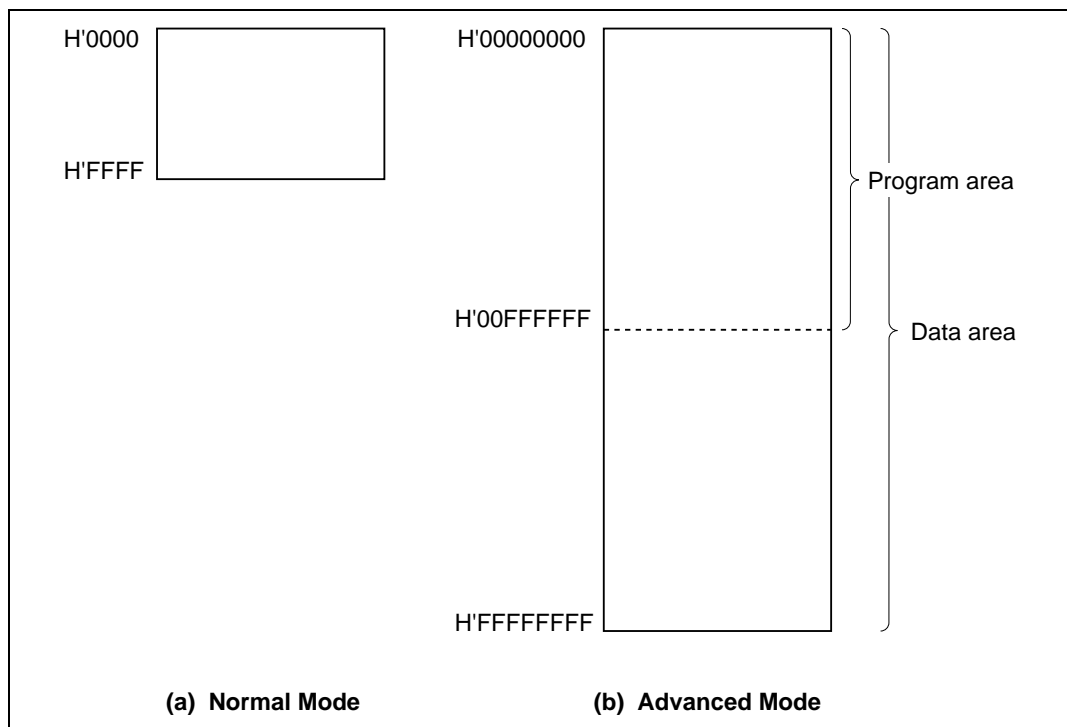 H'0000
H'FFFF
(a) Normal Mode
H'00000000
H'00FFFFFF
H'FFFFFFFF
Program area
Data area
(b) Advanced Mode